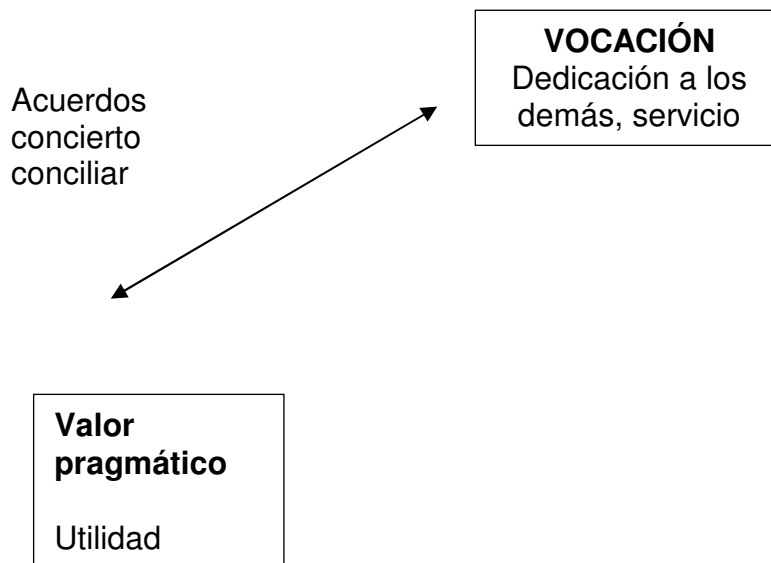 VOCACIÓN
Dedicación a los
demás, servicio
Acuerdos
concierto
conciliar
Valor
pragmático
Utilidad